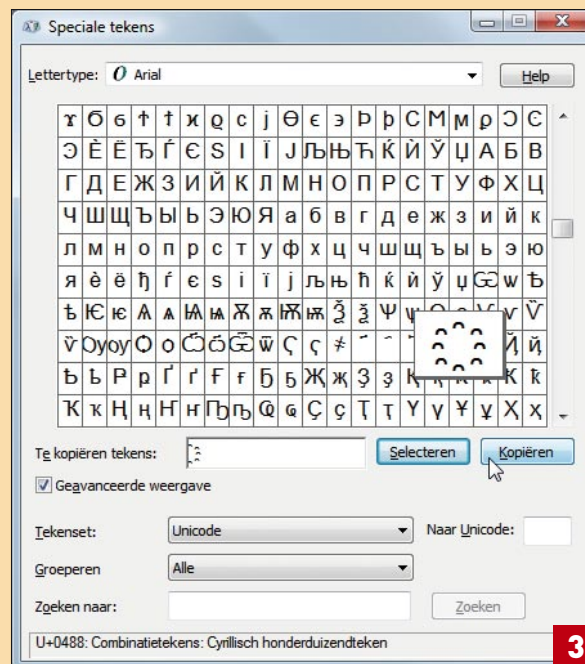 Speciale tekens
Lettertype: O Arial Help
ϫ Ϭ ϭ Ϯ ϯ ϰ ϱ ϲ ϳ ϴ ϵ ϶ Ϸ ϸ Ϲ Ϻ ϻ ϼ Ͻ Ͼ
Ͽ Ѐ Ё Ђ Ѓ Є Ѕ І Ї Ј Љ Њ Ћ Ќ Ѝ Ў Џ А Б В
Г Д Е Ж З И Й К Л М Н О П Р С Т У Ф Х Ц
Ч Ш Щ Ъ Ы Ь Э Ю Я а б в г д е ж з и й к
л м н о п р с т у ф х ц ч ш щ ъ ы ь э ю
я ѐ ё ђ ѓ є ѕ і ї ј љ њ ћ ќ ѝ ў џ Ѡ ѡ Ѣ
ѣ Ѥ ѥ Ѧ ѧ Ѩ ѩ Ѫ ѫ Ѭ ѭ Ѯ ѯ Ѱ ѱ Ѳ ѳ Ѵ ѵ Ѷ
ѷ Ѹ ѹ Ѻ ѻ Ѽ ѽ Ѿ ѿ Ҁ ҁ ҂ Ҋ ҋ
Ҍ ҍ Ҏ ҏ Ґ ґ Ғ ғ Ҕ ҕ Җ җ Ҙ ҙ Қ қ Ҝ ҝ Ҟ ҟ
Ҡ ҡ Ң ң Ҥ ҥ Ҧ ҧ Ҩ ҩ Ҫ ҫ Ҭ ҭ Ү ү Ұ ұ Ҳ ҳ
Te kopiëren tekens: Selecteren Kopiëren
Geavanceerde weergave
Tekenset: Unicode Naar Unicode:
Groeperen Alle
Zoeken naar: Zoeken
U+0488: Combinatietekens: Cyrillisch honderduizendteken
3